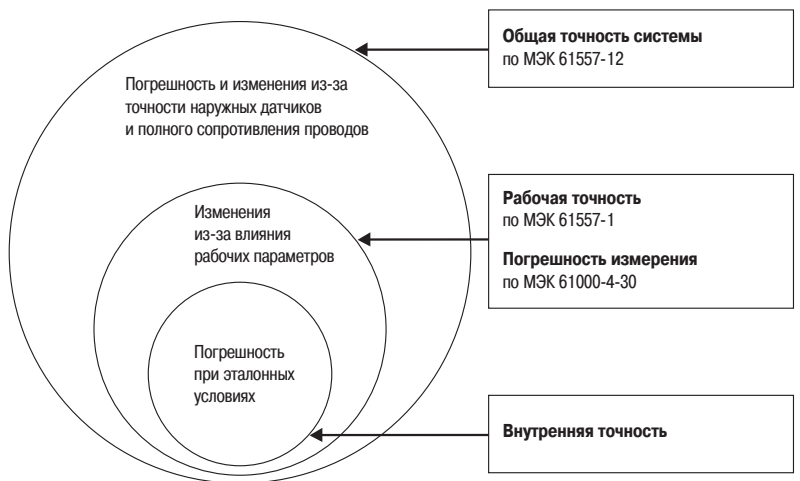 Общая точность системы
по МЭК 61557-12
Погрешность и изменения из-за
точности наружных датчиков
и полного сопротивления проводов
Рабочая точность
по МЭК 61557-1
Погрешность измерения
по МЭК 61000-4-30
Изменения
из-за влияния
рабочих параметров
Погрешность
при эталонных
условиях
Внутренняя точность